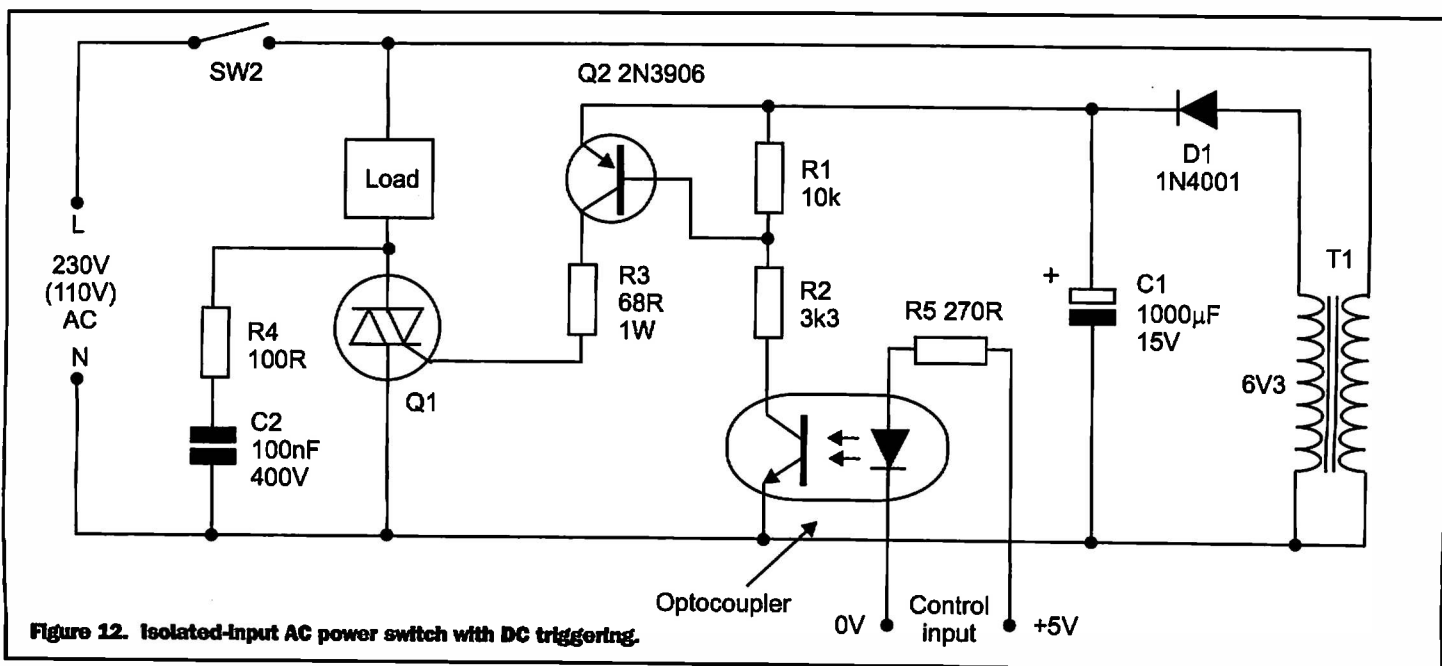 SW2
Q2 2N3906
Load
R1
10k
D1
1N4001
L
230V
(110V)
AC
N
R4
100R
R3
68R
1W
R2
3k3
R5 270R
+
C1
1000μF
15V
T1
6V3
Q1
C2
100nF
400V
Optocoupler
0V
Control
input
+5V
Figure 12. Isolated-input AC power switch with DC triggering.